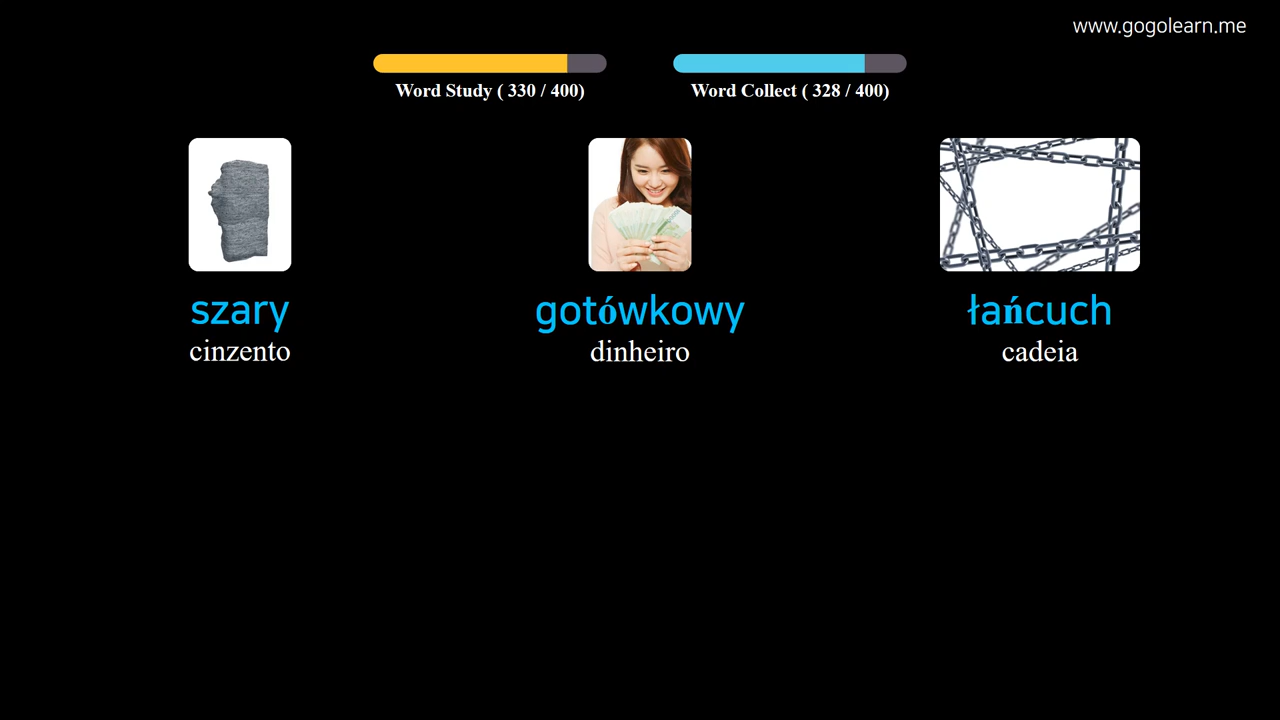 www.gogolearn.me
Word Study ( 330 / 400)
Word Collect ( 328 / 400)
szary
gotówkowy
łańcuch
cinzento
dinheiro
cadeia